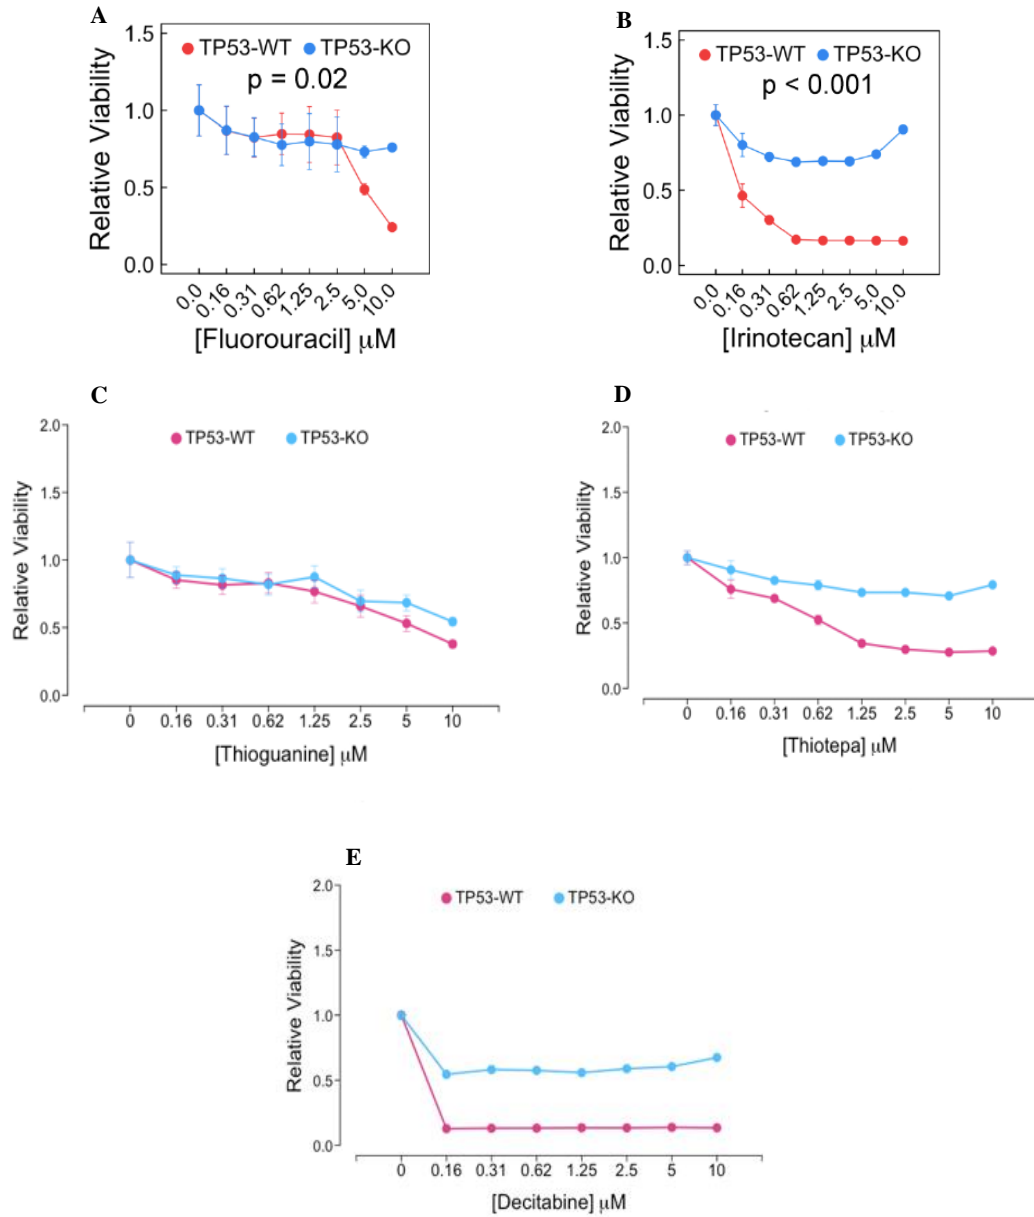 A
1.5
1.0
0.5
0.0
Relative Viability
TP53-WT TP53-KO
p = 0.02
0.0 0.16 0.31 0.62 1.25 2.5 5.0 10.0
[Fluorouracil] μM
B
1.5
1.0
0.5
0.0
Relative Viability
TP53-WT TP53-KO
p < 0.001
0.0 0.16 0.31 0.62 1.25 2.5 5.0 10.0
[Irinotecan] μM
C
2.0
1.5
1.0
0.5
0.0
Relative Viability
TP53-WT TP53-KO
0 0.16 0.31 0.62 1.25 2.5 5 10
[Thioguanine] μM
D
2.0
1.5
1.0
0.5
0.0
Relative Viability
TP53-WT TP53-KO
0 0.16 0.31 0.62 1.25 2.5 5 10
[Thiotepa] μM
E
2.0
1.5
1.0
0.5
0.0
Relative Viability
TP53-WT TP53-KO
0 0.16 0.31 0.62 1.25 2.5 5 10
[Decitabine] μM